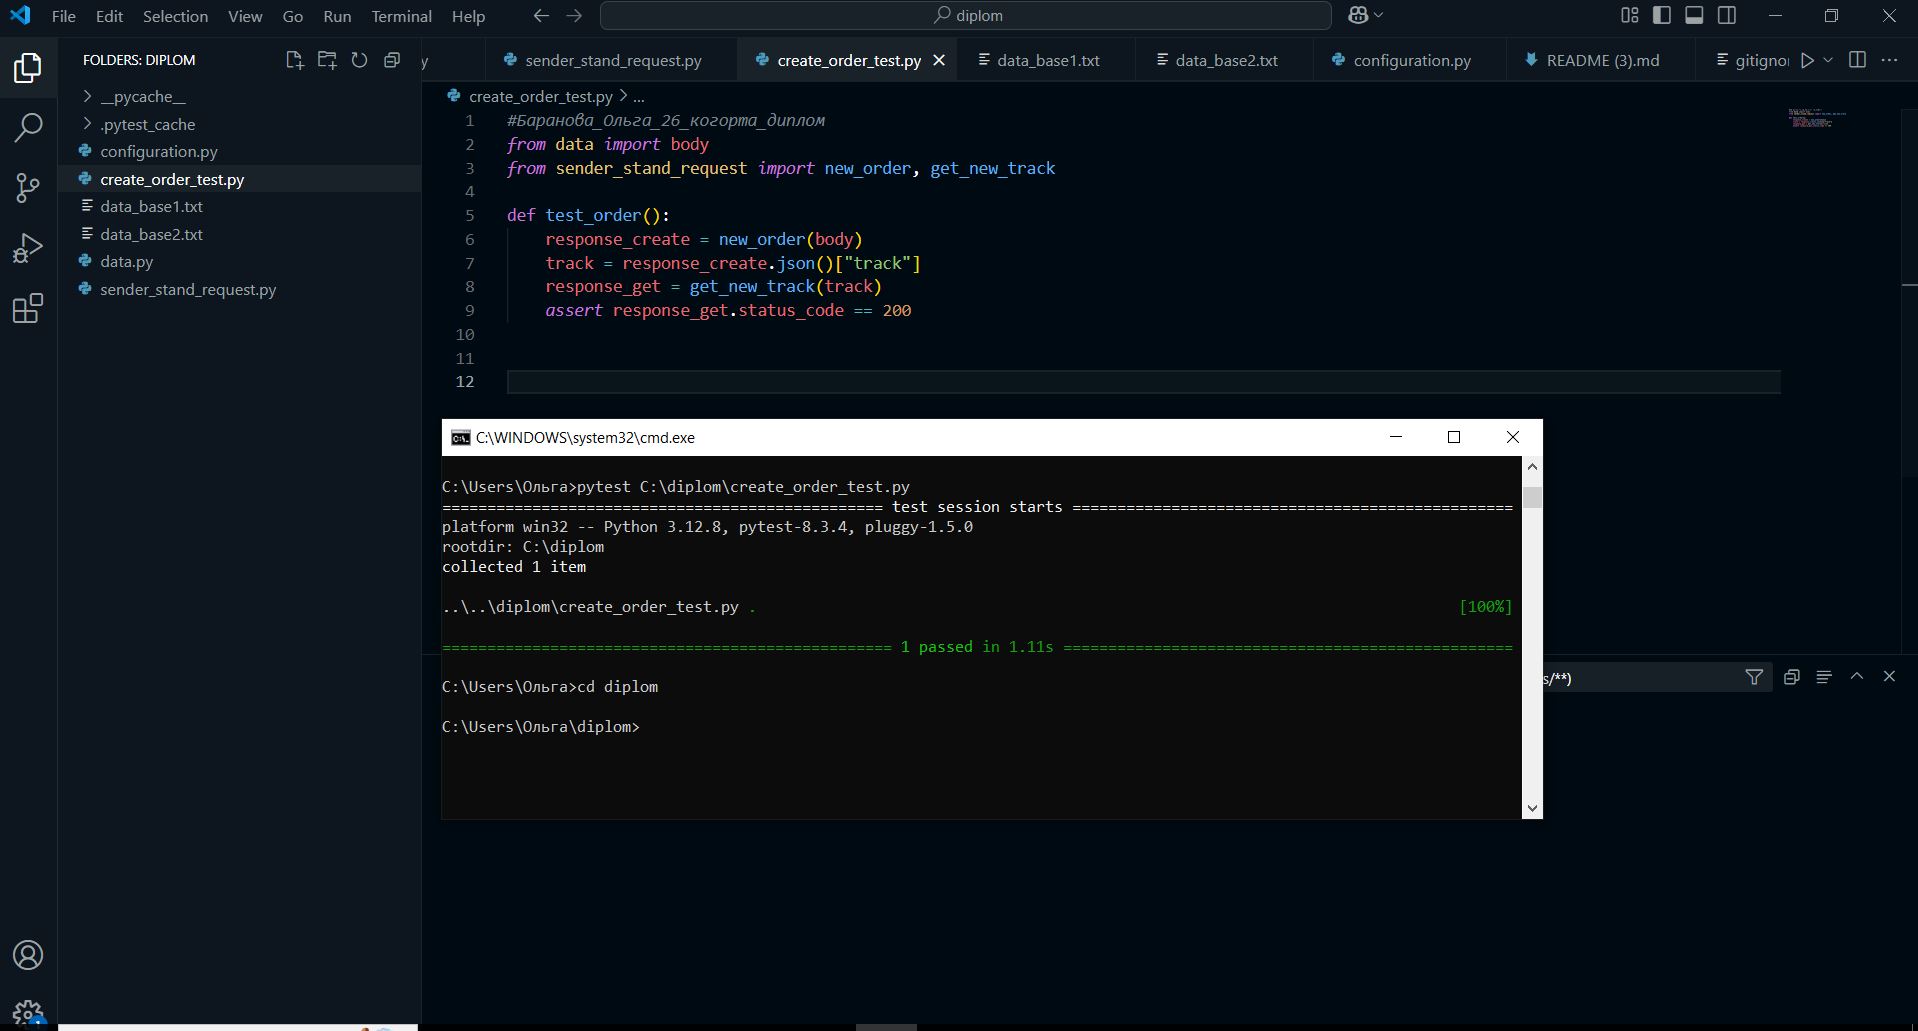 File Edit Selection View Go Run Terminal Help
diplom
FOLDERS: DIPLOM
__pycache__
.pytest_cache
configuration.py
create_order_test.py
data_base1.txt
data_base2.txt
data.py
sender_stand_request.py
y sender_stand_request.py create_order_test.py data_base1.txt data_base2.txt configuration.py README (3).md gitigno
create_order_test.py > ...
1 #Баранова_Ольга_26_когорта_диплом
2 from data import body
3 from sender_stand_request import new_order, get_new_track
4
5 def test_order():
6 response_create = new_order(body)
7 track = response_create.json()["track"]
8 response_get = get_new_track(track)
9 assert response_get.status_code == 200
10
11
12
C:\WINDOWS\system32\cmd.exe
C:\Users\Ольга>pytest C:\diplom\create_order_test.py
================================================= test session starts =================================================
platform win32 -- Python 3.12.8, pytest-8.3.4, pluggy-1.5.0
rootdir: C:\diplom
collected 1 item
..\..\diplom\create_order_test.py . [100%]
================================================== 1 passed in 1.11s ==================================================
C:\Users\Ольга>cd diplom
C:\Users\Ольга\diplom>
s/**)